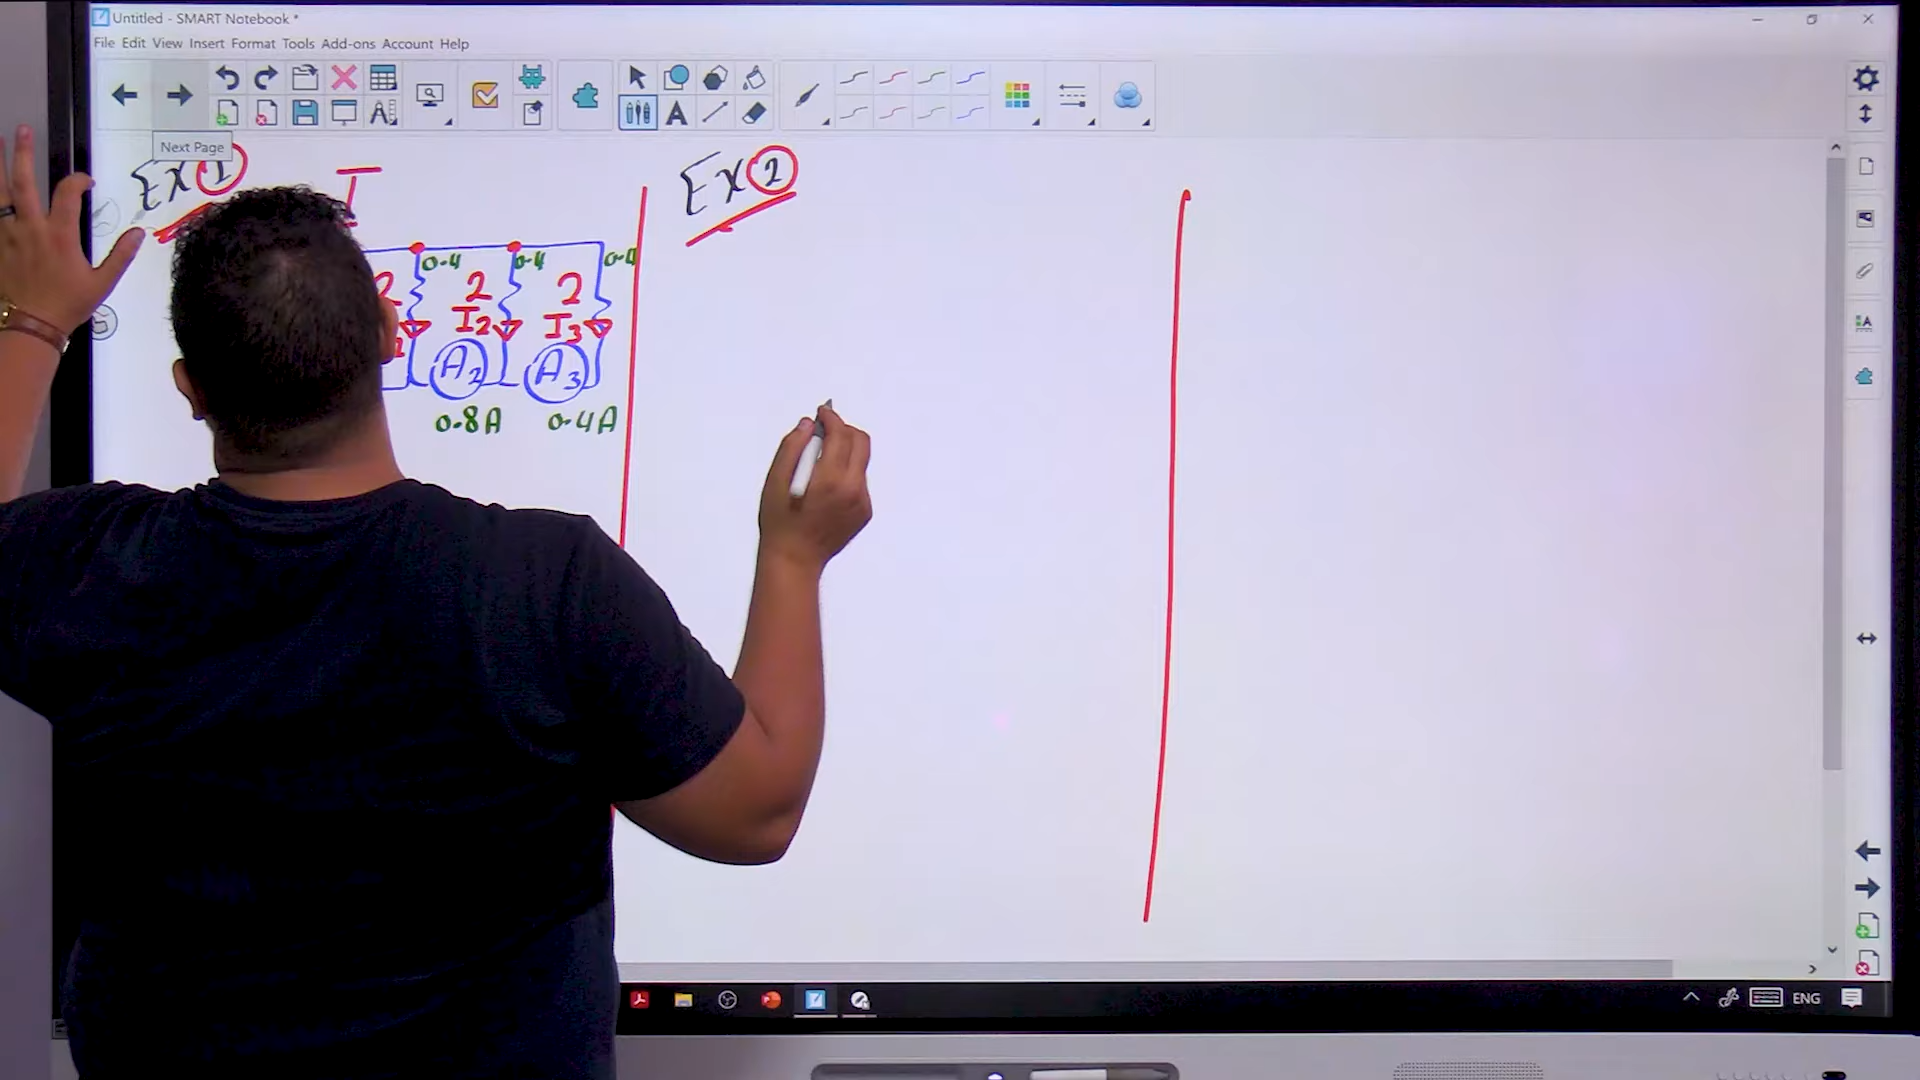 Untitled - SMART Notebook *
File Edit View Insert Format Tools Add-ons Account Help
Next Page
Ex 1
I
Ex 2
0.4 0.4 0.4
2 2 2
I2 I3
A2 A3
0.8A 0.4A
ENG